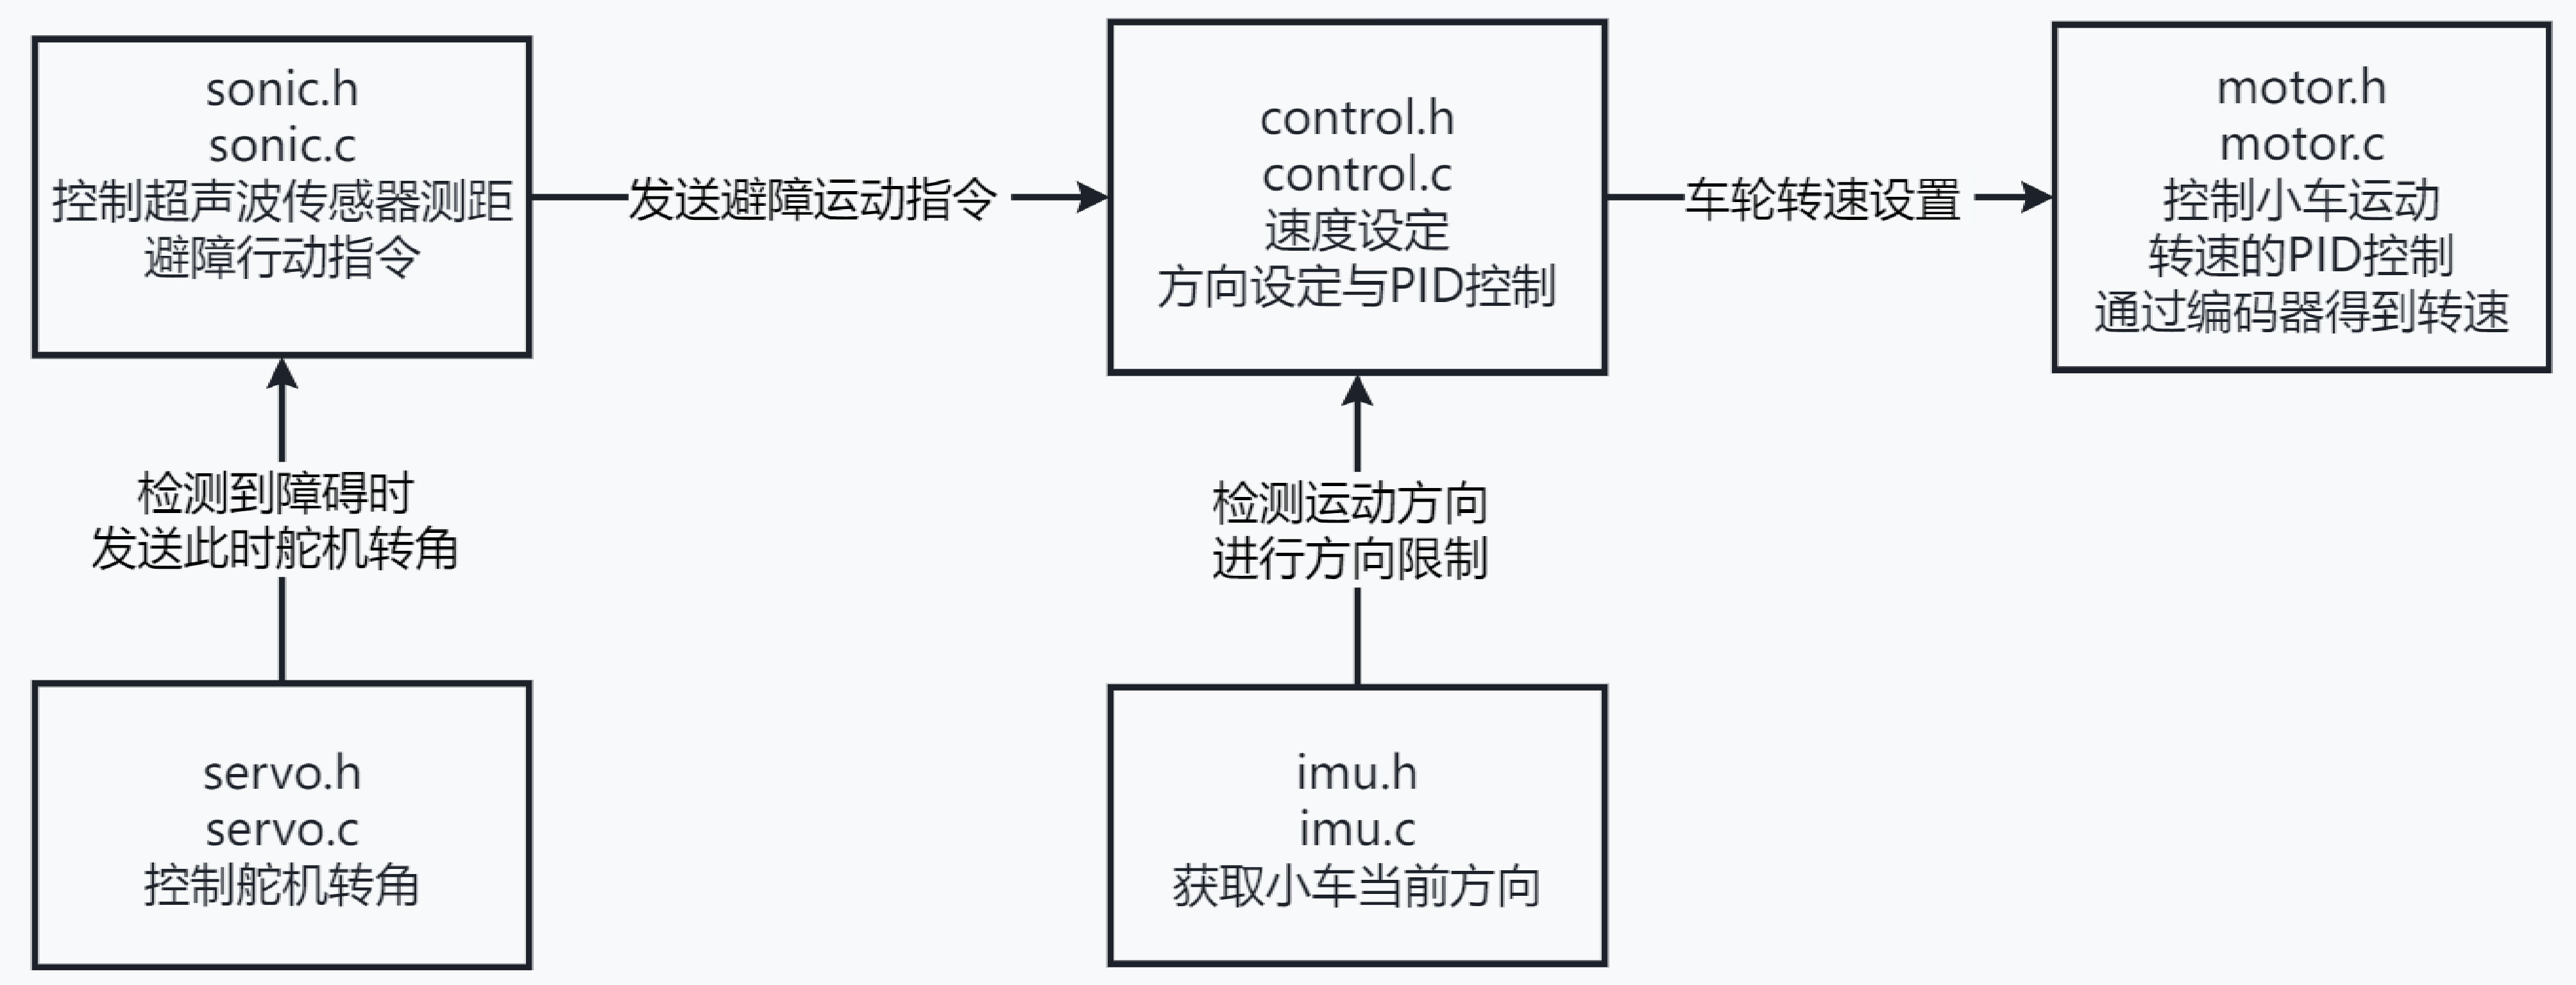 sonic.h
sonic.c
控制超声波传感器测距
避障行动指令
发送避障运动指令
control.h
control.c
速度设定
方向设定与PID控制
车轮转速设置
motor.h
motor.c
控制小车运动
转速的PID控制
通过编码器得到转速
检测到障碍时
发送此时舵机转角
检测运动方向
进行方向限制
servo.h
servo.c
控制舵机转角
imu.h
imu.c
获取小车当前方向